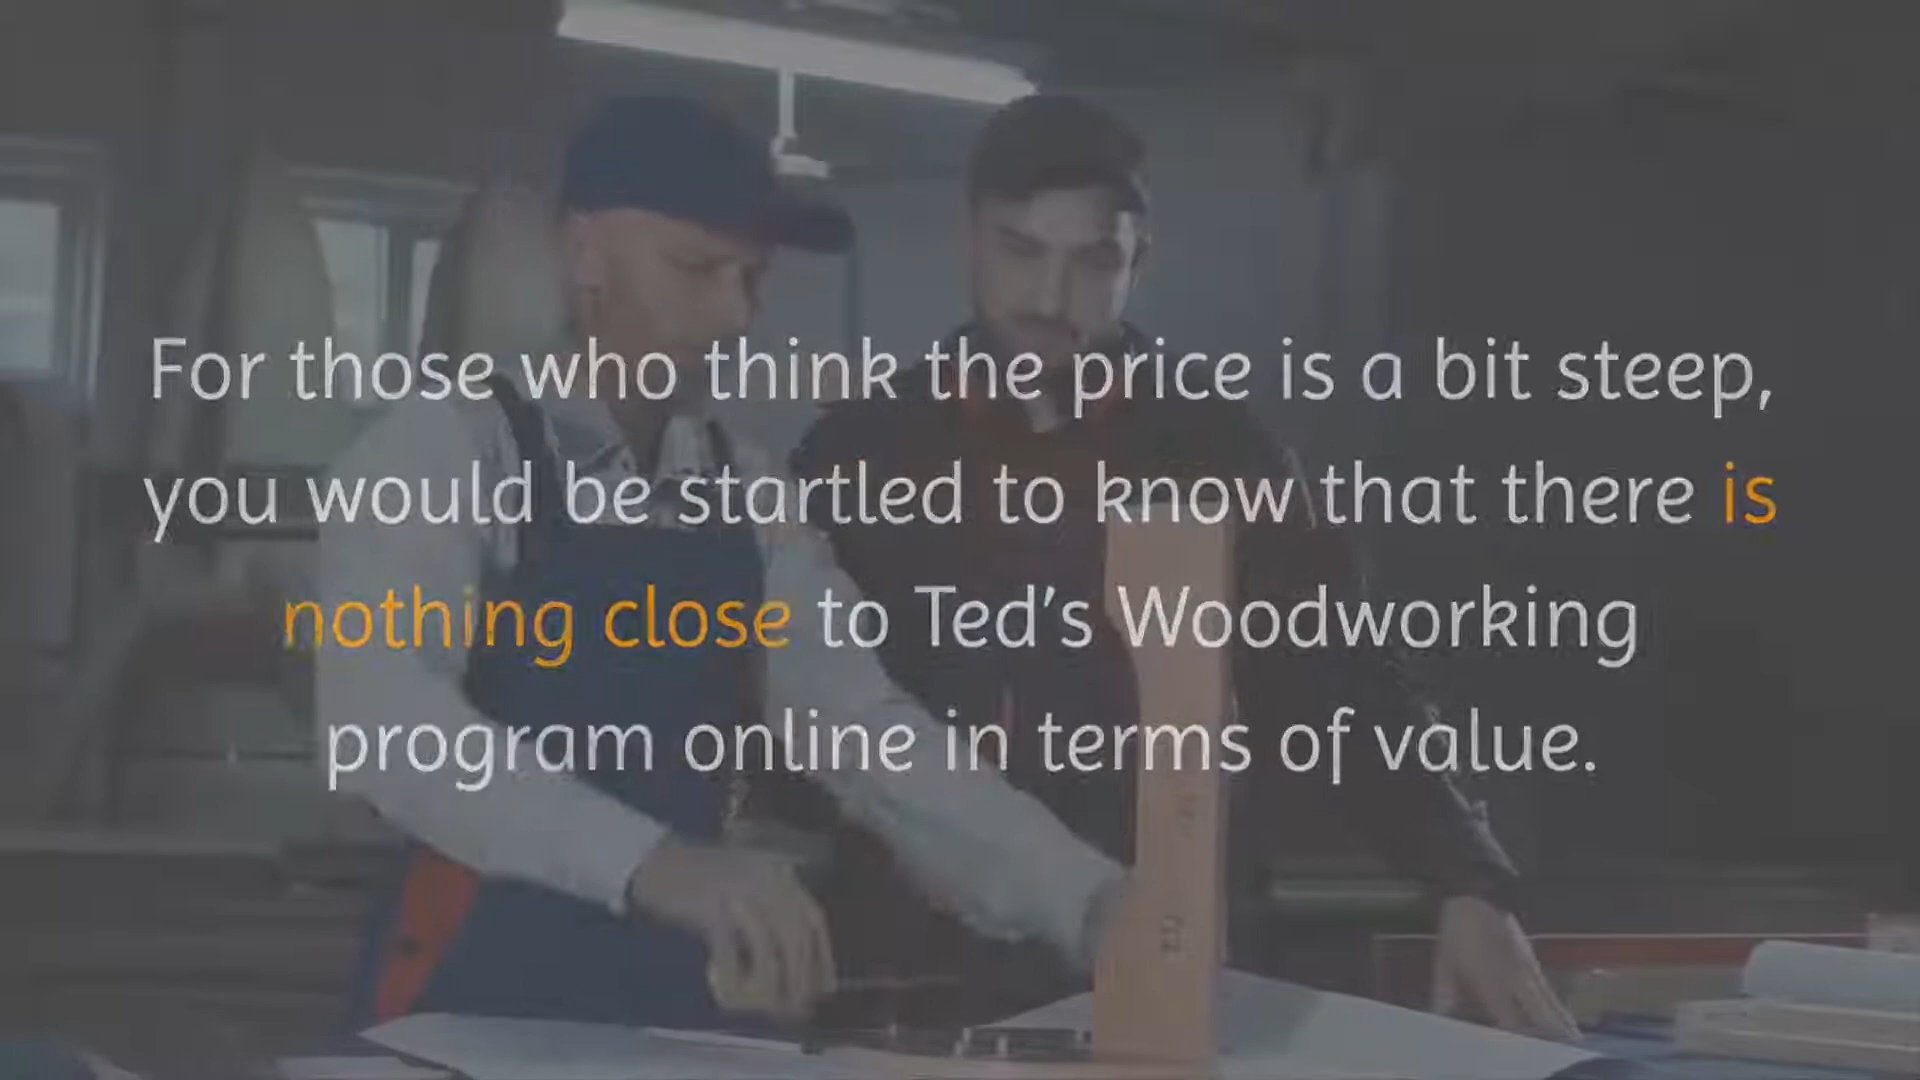 For those who think the price is a bit steep,
you would be startled to know that there is
nothing close to Ted's Woodworking
program online in terms of value.